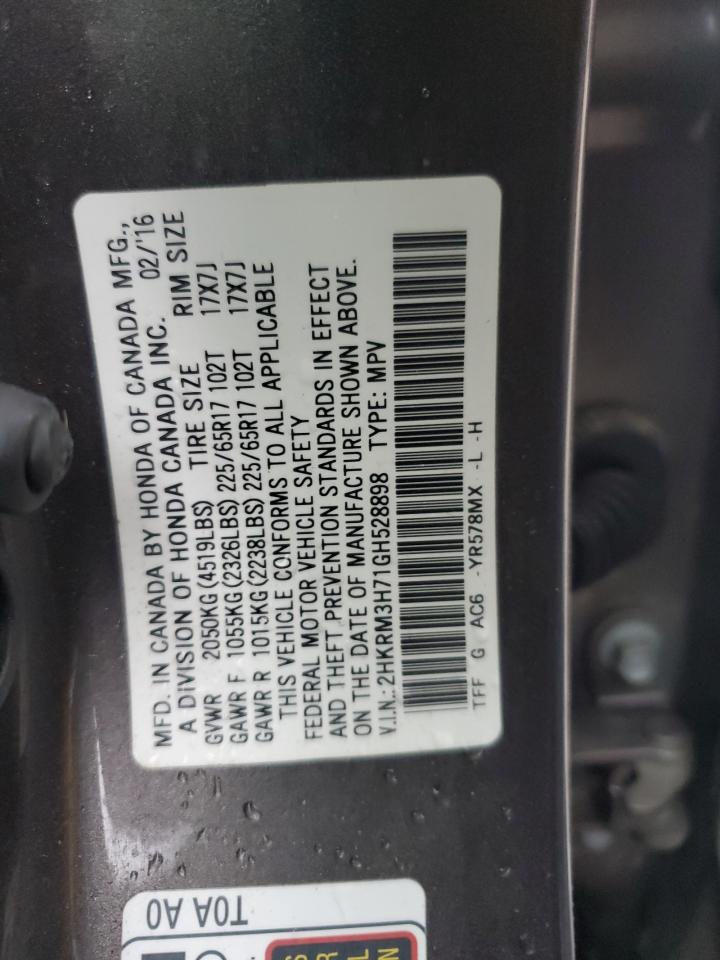 MFD. IN CANADA BY HONDA OF CANADA MFG.,
A DIVISION OF HONDA CANADA INC. 02/'16
GVWR 2050KG(4519LBS) TIRE SIZE RIM SIZE
GAWR F 1055KG(2326LBS) 225/65R17 102T 17X7J
GAWR R 1015KG(2238LBS) 225/65R17 102T 17X7J
THIS VEHICLE CONFORMS TO ALL APPLICABLE
FEDERAL MOTOR VEHICLE SAFETY
AND THEFT PREVENTION STANDARDS IN EFFECT
ON THE DATE OF MANUFACTURE SHOWN ABOVE.
V.I.N.: 2HKRM3H71GH528898 TYPE: MPV
TFF G AC6 -YR578MX -L -H
T0A A0